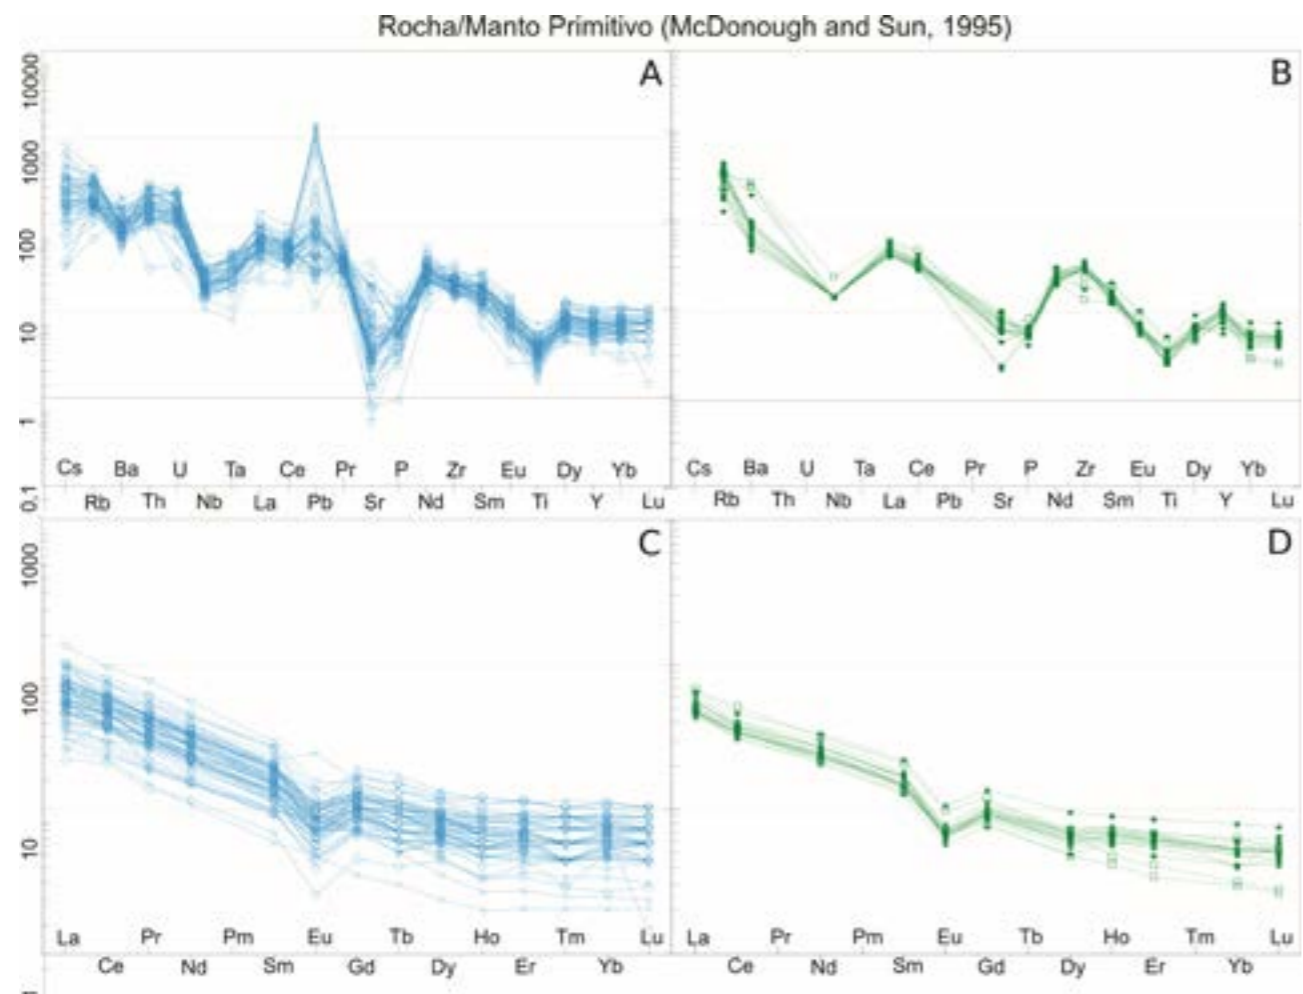 Rocha/Manto Primitivo (McDonough and Sun, 1995)
A
B
10000
1000
100
10
1
0.1
Cs Ba U Ta Ce Pr P Zr Eu Dy Yb
Rb Th Nb La Pb Sr Nd Sm Ti Y Lu
Cs Ba U Ta Ce Pr P Zr Eu Dy Yb
Rb Th Nb La Pb Sr Nd Sm Ti Y Lu
C
D
1000
100
10
La Pr Pm Eu Tb Ho Tm Lu
Ce Nd Sm Gd Dy Er Yb
La Pr Pm Eu Tb Ho Tm Lu
Ce Nd Sm Gd Dy Er Yb